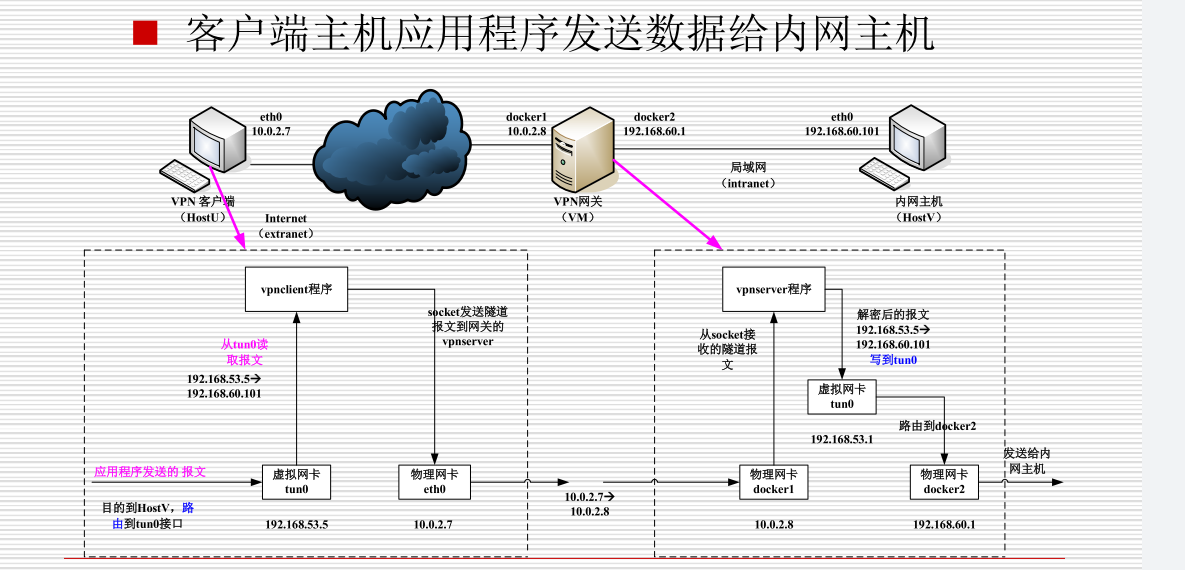 客户端主机应用程序发送数据给内网主机
eth0
10.0.2.7
docker1
10.0.2.8
docker2
192.168.60.1
eth0
192.168.60.101
局域网
（intranet）
VPN 客户端
（HostU）
Internet
（extranet）
VPN网关
（VM）
内网主机
（HostV）
vpnclient程序
socket发送隧道
报文到网关的
vpnserver
从tun0读
取报文
192.168.53.5→
192.168.60.101
应用程序发送的 报文
目的到HostV，路
由到tun0接口
虚拟网卡
tun0
192.168.53.5
物理网卡
eth0
10.0.2.7
10.0.2.7→
10.0.2.8
vpnserver程序
从socket接
收的隧道报
文
解密后的报文
192.168.53.5→
192.168.60.101
写到tun0
虚拟网卡
tun0
192.168.53.1
路由到docker2
物理网卡
docker1
10.0.2.8
物理网卡
docker2
192.168.60.1
发送给内
网主机